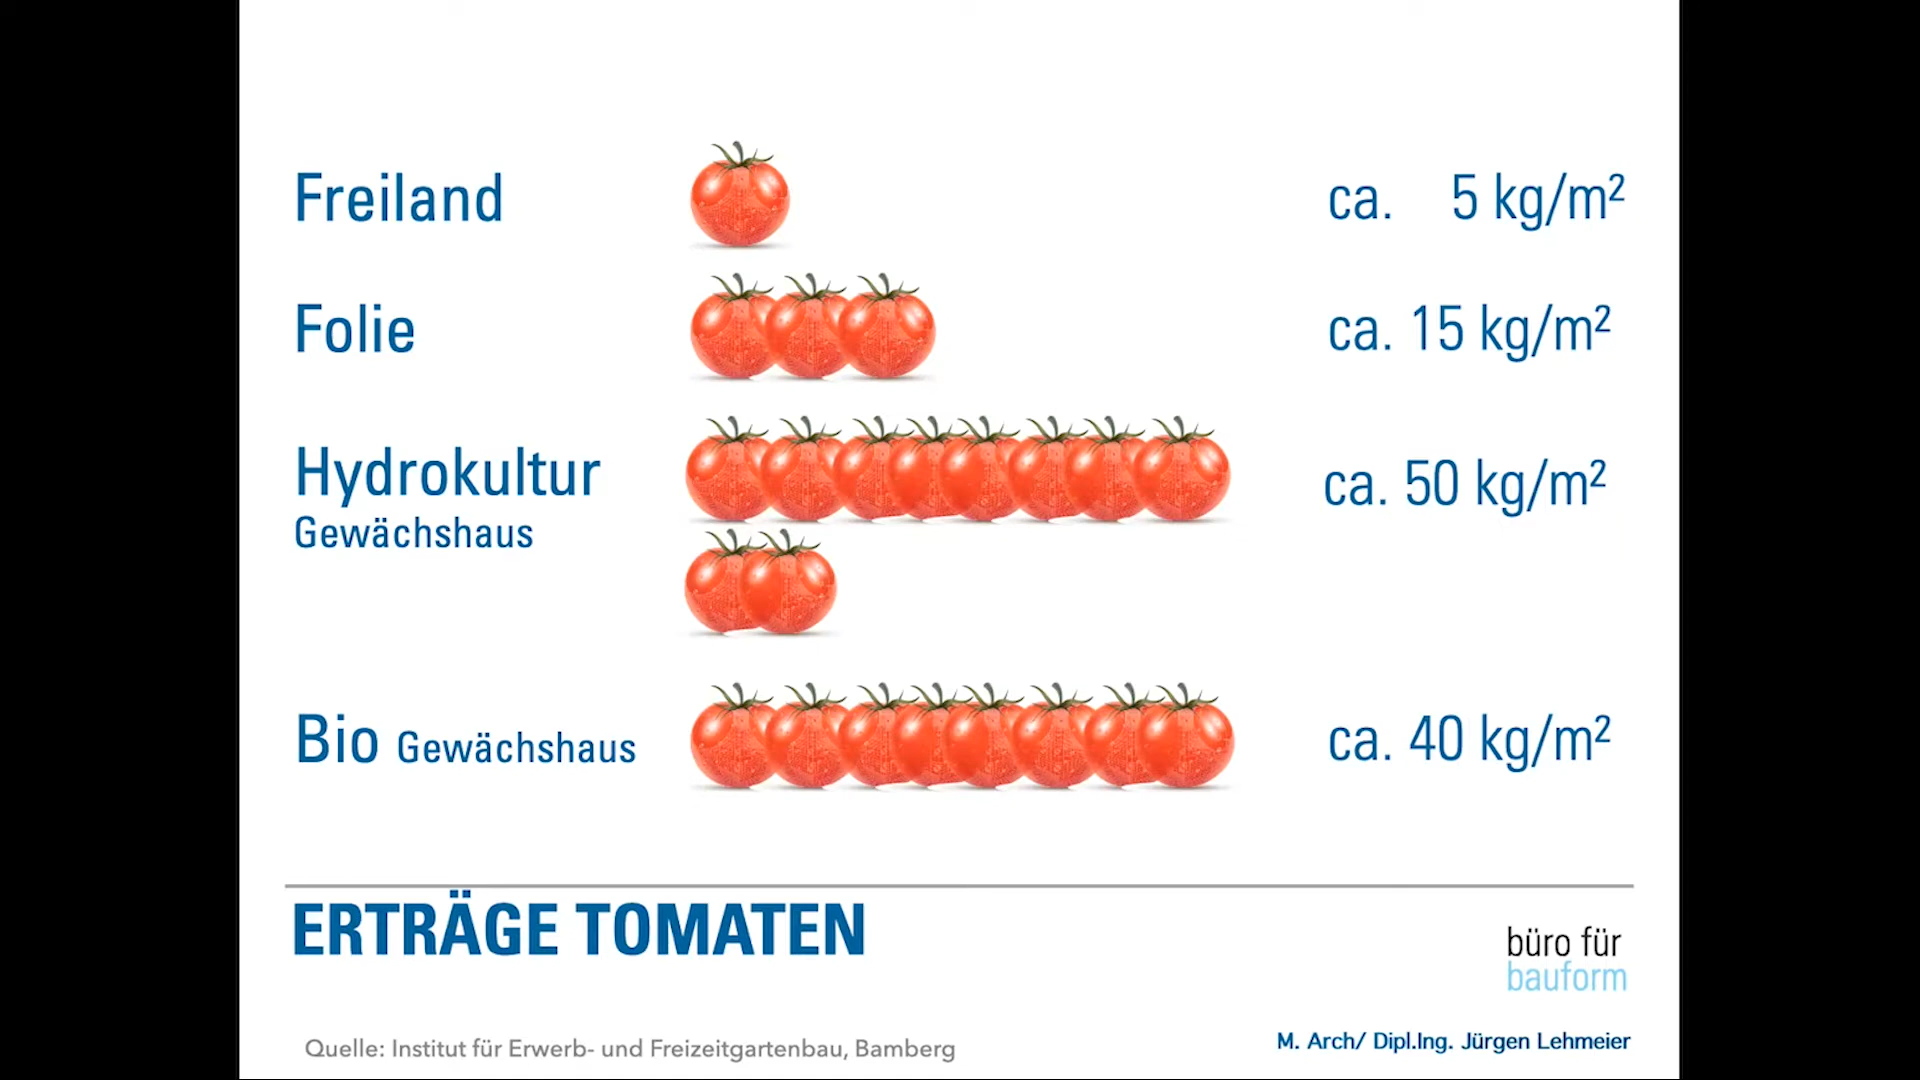 Freiland ca. 5 kg/m²
Folie ca. 15 kg/m²
Hydrokultur ca. 50 kg/m²
Gewächshaus
Bio Gewächshaus ca. 40 kg/m²
ERTRÄGE TOMATEN
büro für
bauform
Quelle: Institut für Erwerb- und Freizeitgartenbau, Bamberg
M. Arch/ Dipl.Ing. Jürgen Lehmeier